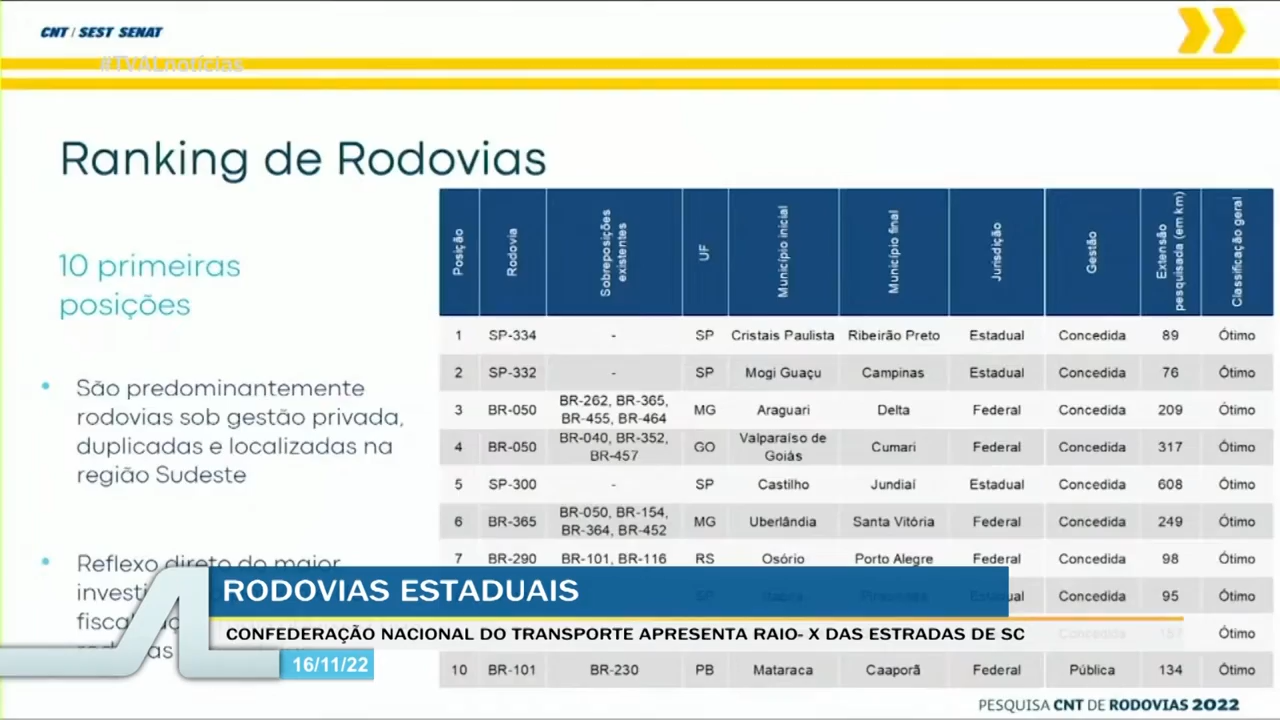 CNT / SEST SENAT
#TVALnotícias
Ranking de Rodovias
10 primeiras
posições
São predominantemente
rodovias sob gestão privada,
duplicadas e localizadas na
região Sudeste
Reflexo direto do maior
Posição Rodovia Sobreposições existentes UF Município inicial Município final Jurisdição Gestão Extensão pesquisada (em km) Classificação geral
1 SP-334 - SP Cristais Paulista Ribeirão Preto Estadual Concedida 89 Ótimo
2 SP-332 - SP Mogi Guaçu Campinas Estadual Concedida 76 Ótimo
3 BR-050 BR-262, BR-365, BR-455, BR-464 MG Araguari Delta Federal Concedida 209 Ótimo
4 BR-050 BR-040, BR-352, BR-457 GO Valparaíso de Goiás Cumari Federal Concedida 317 Ótimo
5 SP-300 - SP Castilho Jundiaí Estadual Concedida 608 Ótimo
6 BR-365 BR-050, BR-154, BR-364, BR-452 MG Uberlândia Santa Vitória Federal Concedida 249 Ótimo
7 BR-290 BR-101, BR-116 RS Osório Porto Alegre Federal Concedida 98 Ótimo
SP Estadual Concedida 95 Ótimo
Ótimo
10 BR-101 BR-230 PB Mataraca Caaporã Federal Pública 134 Ótimo
RODOVIAS ESTADUAIS
CONFEDERAÇÃO NACIONAL DO TRANSPORTE APRESENTA RAIO- X DAS ESTRADAS DE SC
16/11/22
PESQUISA CNT DE RODOVIAS 2022